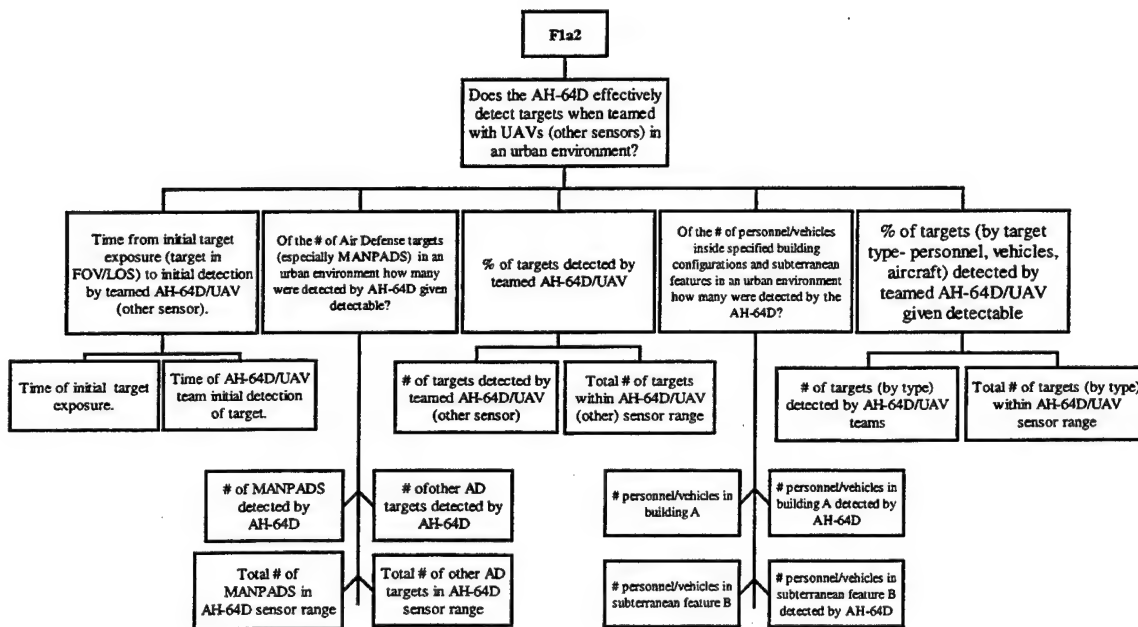 F1a2
Does the AH-64D effectively
detect targets when teamed
with UAVs (other sensors) in
an urban environment?
Time from initial target
exposure (target in
FOV/LOS) to initial detection
by teamed AH-64D/UAV
(other sensor).
Of the # of Air Defense targets
(especially MANPADS) in an
urban environment how many
were detected by AH-64D given
detectable?
% of targets detected by
teamed AH-64D/UAV
Of the # of personnel/vehicles
inside specified building
configurations and subterranean
features in an urban environment
how many were detected by the
AH-64D?
% of targets (by target
type- personnel, vehicles,
aircraft) detected by
teamed AH-64D/UAV
given detectable
Time of initial target
exposure.
Time of AH-64D/UAV
team initial detection
of target.
# of targets detected by
teamed AH-64D/UAV
(other sensor)
Total # of targets
within AH-64D/UAV
(other) sensor range
# of targets (by type)
detected by AH-64D/UAV
teams
Total # of targets (by type)
within AH-64D/UAV
sensor range
# of MANPADS
detected by
AH-64D
# ofother AD
targets detected by
AH-64D
# personnel/vehicles in
building A
# personnel/vehicles in
building A detected by
AH-64D
Total # of
MANPADS in
AH-64D sensor range
Total # of other AD
targets in AH-64D
sensor range
# personnel/vehicles in
subterranean feature B
# personnel/vehicles in
subterranean feature B
detected by AH-64D